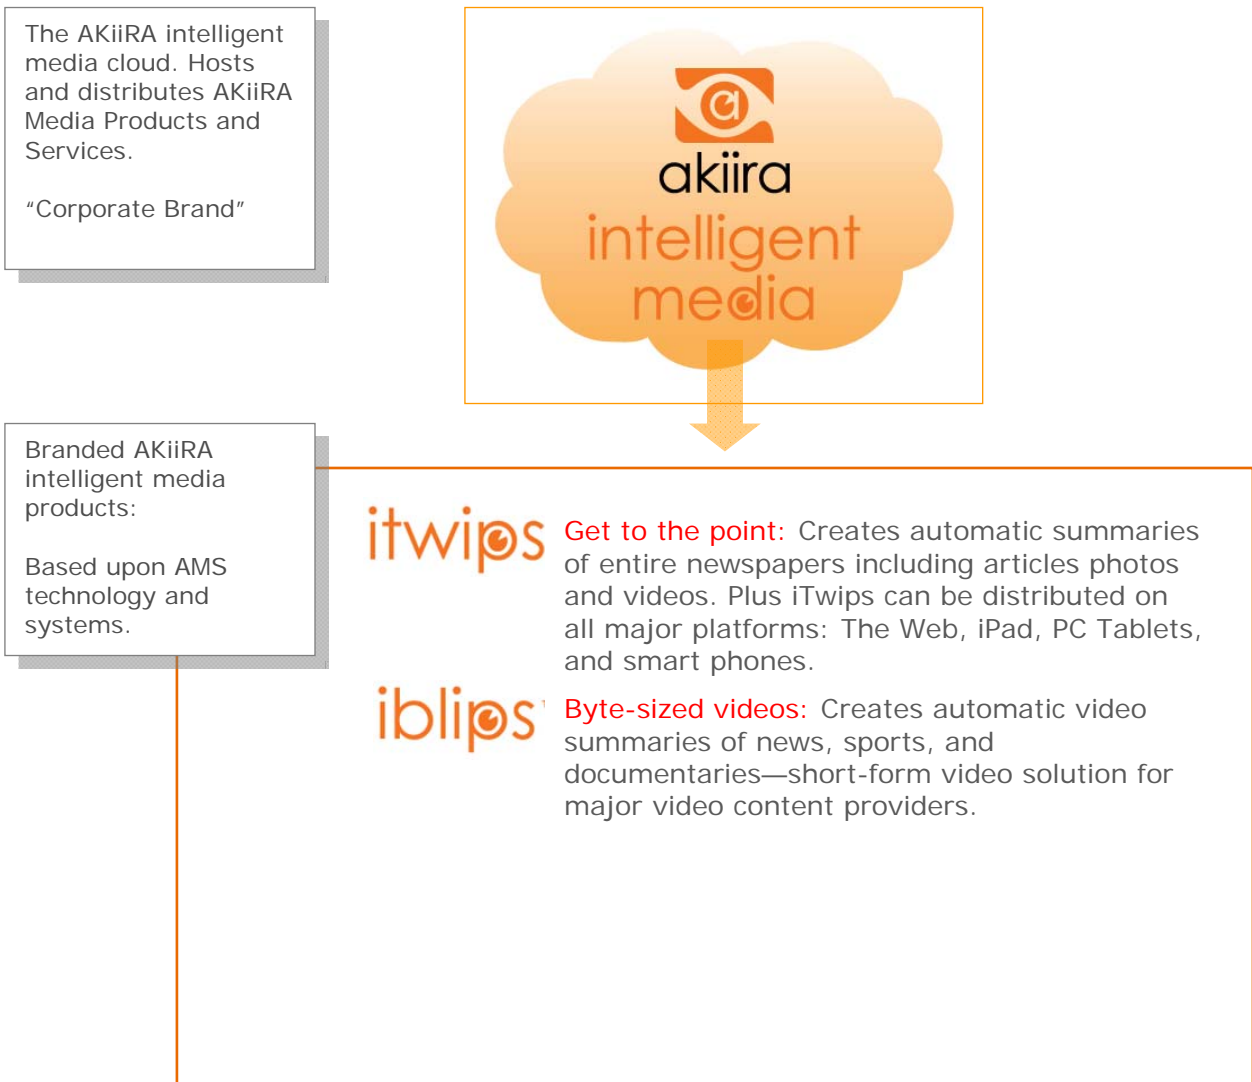 The AKiiRA intelligent
media cloud. Hosts
and distributes AKiiRA
Media Products and
Services.
“Corporate Brand”
akiira
intelligent
media
Branded AKiiRA
intelligent media
products:
Based upon AMS
technology and
systems.
itwips
Get to the point: Creates automatic summaries
of entire newspapers including articles photos
and videos. Plus iTwips can be distributed on
all major platforms: The Web, iPad, PC Tablets,
and smart phones.
iblips
Byte-sized videos: Creates automatic video
summaries of news, sports, and
documentaries—short-form video solution for
major video content providers.